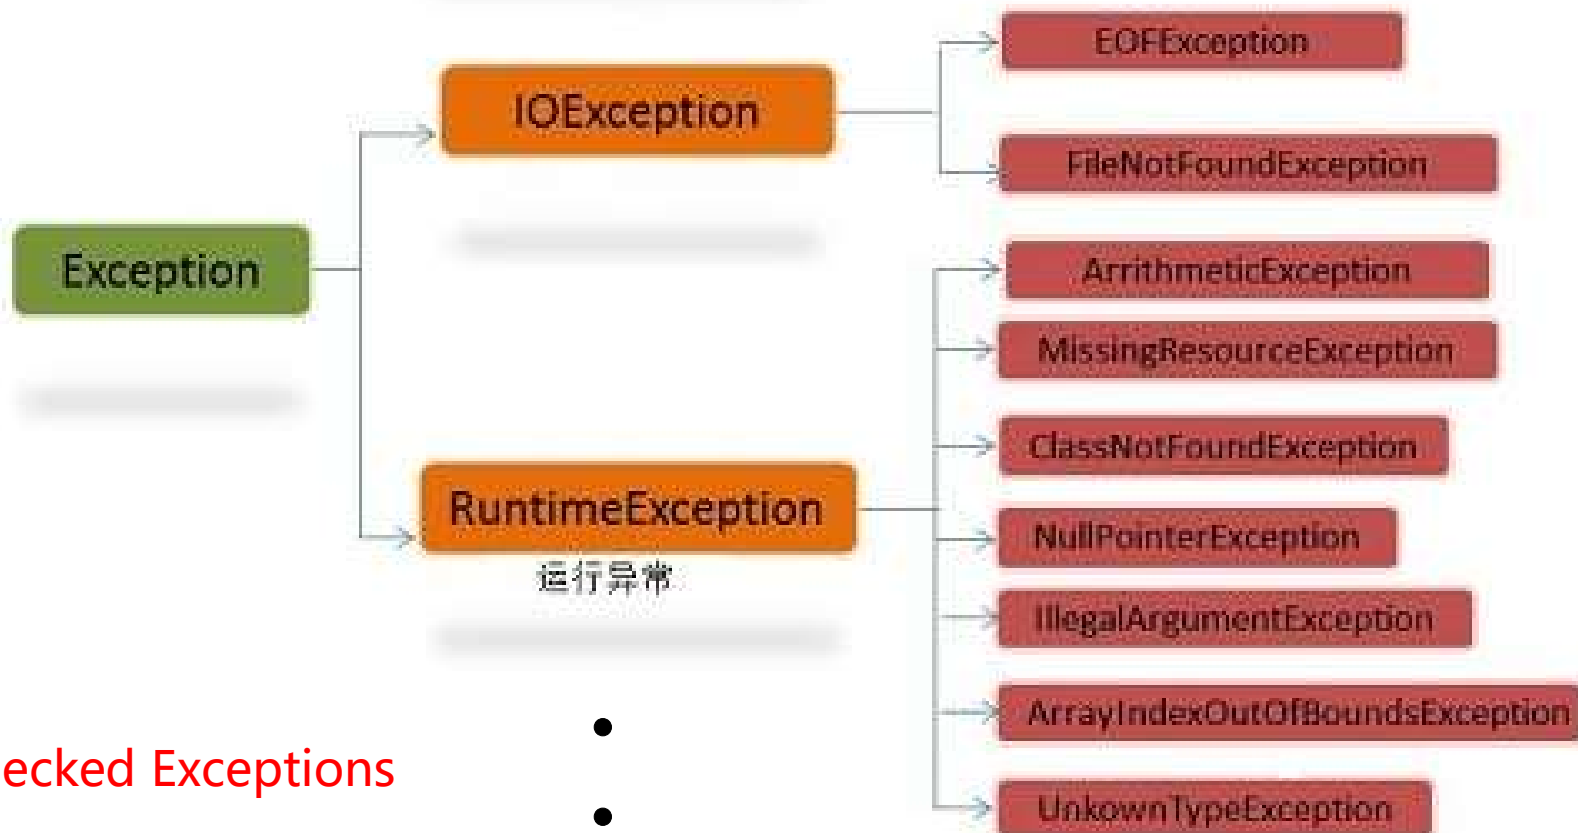 EOFException
IOException
FileNotFoundException
Exception
ArrithmeticException
MissingResourceException
ClassNotFoundException
RuntimeException
运行异常
NullPointerException
IllegalArgumentException
ArrayIndexOutOfBoundsException
ecked Exceptions
UnkownTypeException